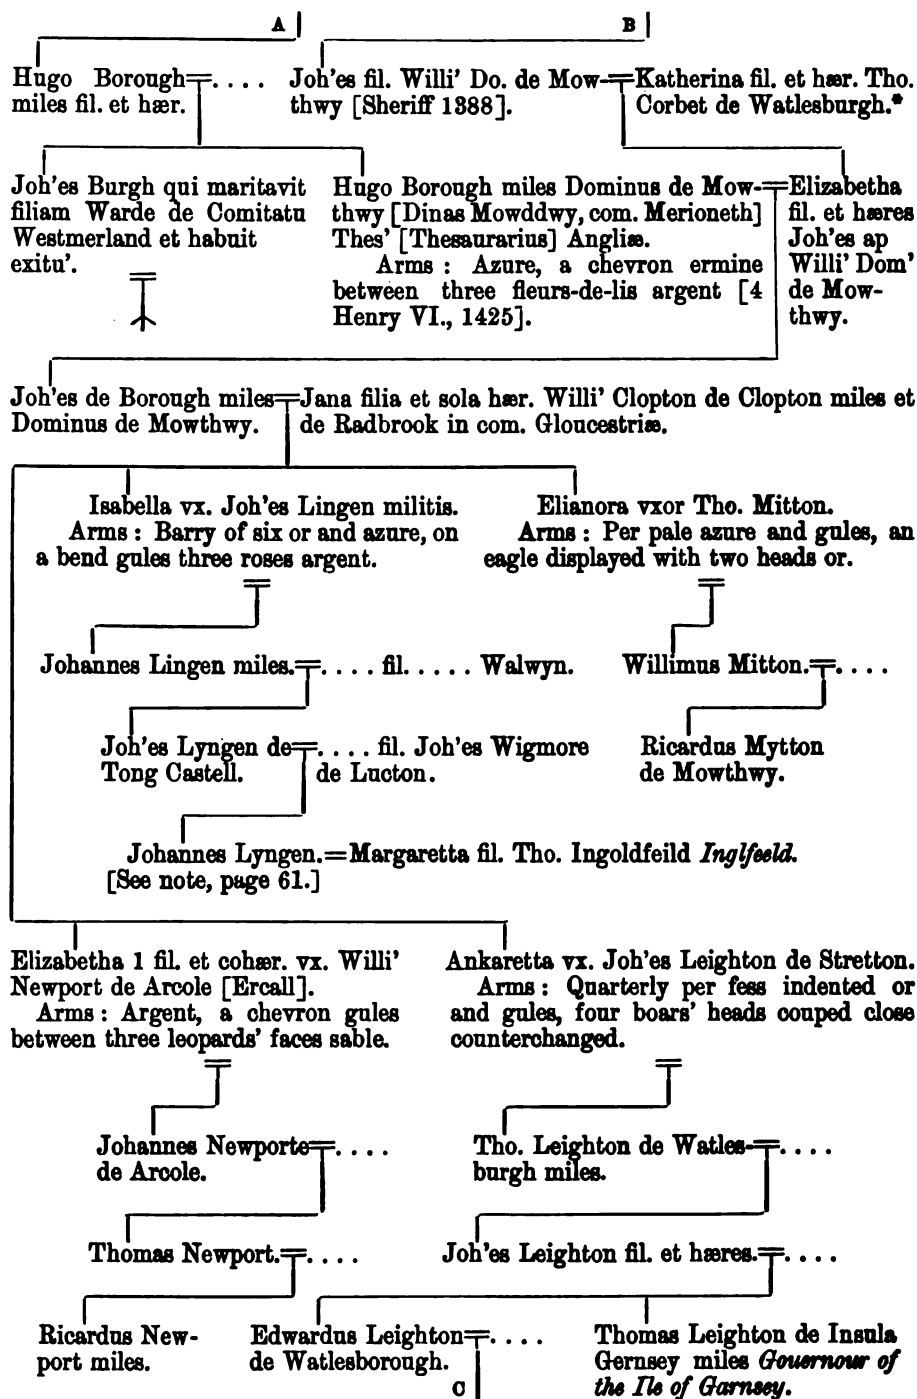 A B
Hugo Borough=.... 
miles fil. et hær.
Joh'es fil. Willi' Do. de Mow-=Katherina fil. et hær. Tho.
thwy [Sheriff 1388]. Corbet de Watlesburgh.*
Joh'es Burgh qui maritavit
filiam Warde de Comitatu
Westmerland et habuit
exitu'.
Hugo Borough miles Dominus de Mow-
thwy [Dinas Mowddwy, com. Merioneth]
Thes' [Thesaurarius] Angliæ.
Arms : Azure, a chevron ermine
between three fleurs-de-lis argent [4
Henry VI., 1425].
=Elizabetha
fil. et hæres
Joh'es ap
Willi' Dom'
de Mow-
thwy.
Joh'es de Borough miles=Jana filia et sola hær. Willi' Clopton de Clopton miles et
Dominus de Mowthwy. de Radbrook in com. Gloucestriæ.
Isabella vx. Joh'es Lingen militis.
Arms : Barry of six or and azure, on
a bend gules three roses argent.
Elianora vxor Tho. Mitton.
Arms : Per pale azure and gules, an
eagle displayed with two heads or.
Johannes Lingen miles.=.... fil. .... Walwyn.
Willimus Mitton.=....
Joh'es Lyngen de=.... fil. Joh'es Wigmore
Tong Castell. de Lucton.
Ricardus Mytton
de Mowthwy.
Johannes Lyngen.=Margaretta fil. Tho. Ingoldfeild Inglfeeld.
[See note, page 61.]
Elizabetha 1 fil. et cohær. vx. Willi'
Newport de Arcole [Ercall].
Arms : Argent, a chevron gules
between three leopards' faces sable.
Ankaretta vx. Joh'es Leighton de Stretton.
Arms : Quarterly per fess indented or
and gules, four boars' heads couped close
counterchanged.
Johannes Newporte=....
de Arcole.
Tho. Leighton de Watles-=....
burgh miles.
Thomas Newport.=....
Joh'es Leighton fil. et hæres.=....
Ricardus New-
port miles.
Edwardus Leighton=....
de Watlesborough.
C
Thomas Leighton de Insula
Gernsey miles Gouernour of
the Ile of Garnsey.